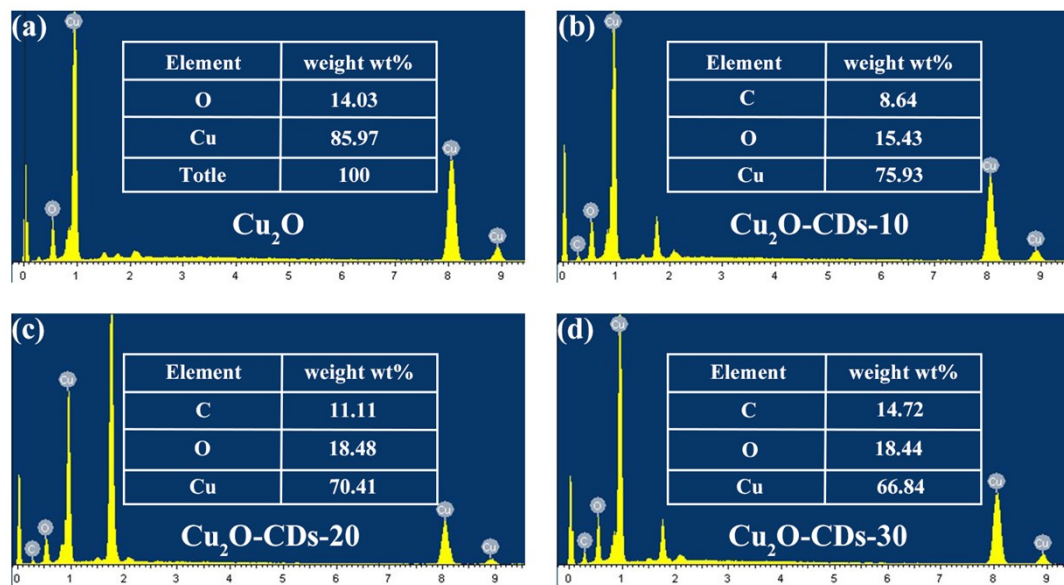 (a)
Cu
Element weight wt%
O 14.03
Cu 85.97
Totle 100
Cu
O
Cu₂O
Cu
0 1 2 3 4 5 6 7 8 9
(b)
Cu
Element weight wt%
C 8.64
O 15.43
Cu 75.93
Cu
O
C
Cu₂O-CDs-10
Cu
0 1 2 3 4 5 6 7 8 9
(c)
Cu
Element weight wt%
C 11.11
O 18.48
Cu 70.41
Cu
O
C
Cu₂O-CDs-20
Cu
0 1 2 3 4 5 6 7 8 9
(d)
Cu
Element weight wt%
C 14.72
O 18.44
Cu 66.84
Cu
O
C
Cu₂O-CDs-30
Cu
0 1 2 3 4 5 6 7 8 9